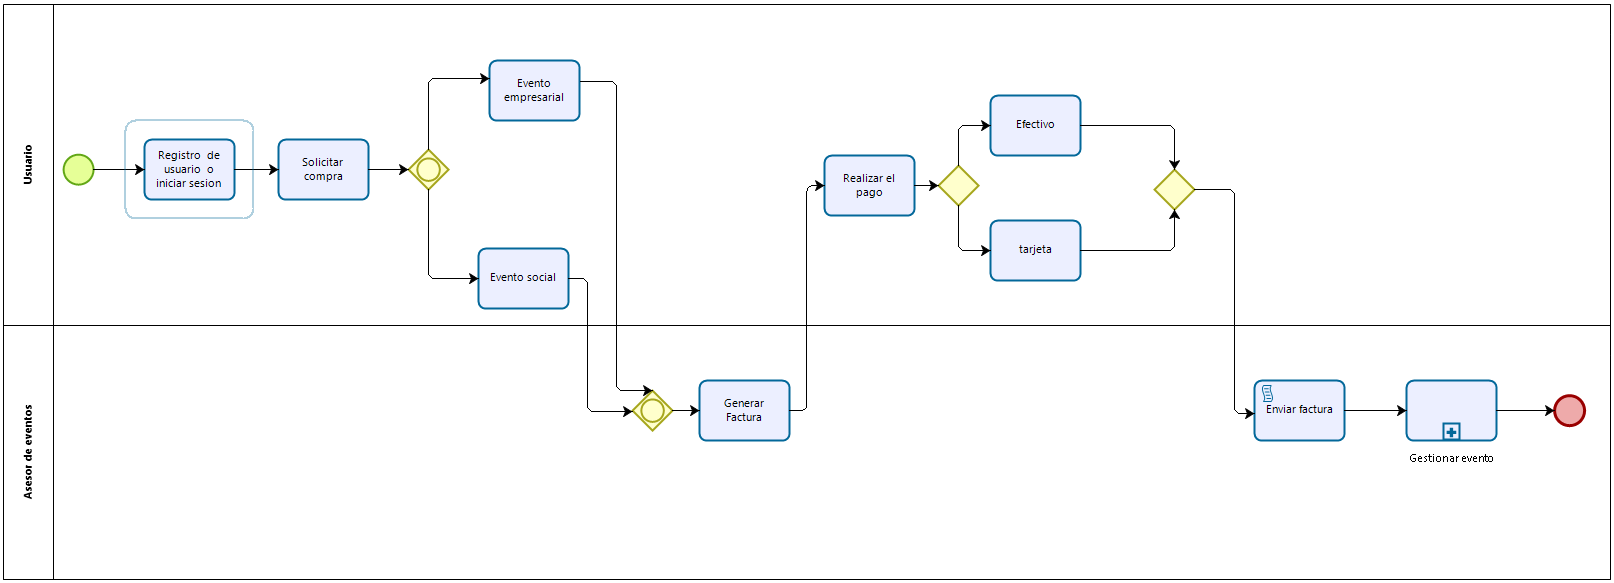 Usuario
Registro de
usuario o
iniciar sesion
Solicitar
compra
Evento
empresarial
Evento social
Realizar el
pago
Efectivo
tarjeta
Asesor de eventos
Generar
Factura
Enviar factura
Gestionar evento